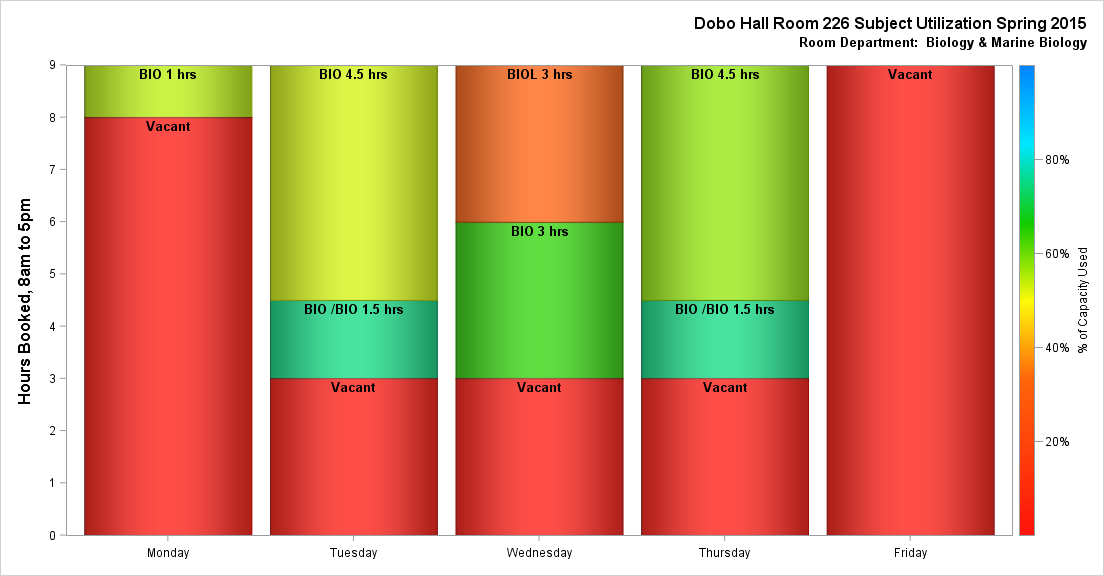 Dobo Hall Room 226 Subject Utilization Spring 2015
Room Department:  Biology & Marine Biology
Hours Booked, 8am to 5pm
9
8
7
6
5
4
3
2
1
0
BIO 1 hrs
Vacant
BIO 4.5 hrs
BIO /BIO 1.5 hrs
Vacant
BIOL 3 hrs
BIO 3 hrs
Vacant
BIO 4.5 hrs
BIO /BIO 1.5 hrs
Vacant
Vacant
Monday
Tuesday
Wednesday
Thursday
Friday
80%
60%
40%
20%
% of Capacity Used